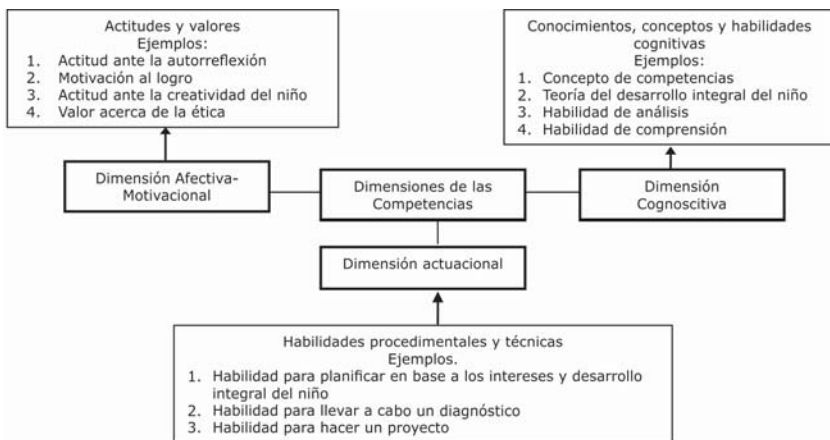 Actitudes y valores
Ejemplos:
1. Actitud ante la autorreflexión
2. Motivación al logro
3. Actitud ante la creatividad del niño
4. Valor acerca de la ética
Conocimientos, conceptos y habilidades
cognitivas
Ejemplos:
1. Concepto de competencias
2. Teoría del desarrollo integral del niño
3. Habilidad de análisis
4. Habilidad de comprensión
Dimensión Afectiva-
Motivacional
Dimensiones de las
Competencias
Dimensión
Cognoscitiva
Dimensión actuacional
Habilidades procedimentales y técnicas
Ejemplos.
1. Habilidad para planificar en base a los intereses y desarrollo
integral del niño
2. Habilidad para llevar a cabo un diagnóstico
3. Habilidad para hacer un proyecto